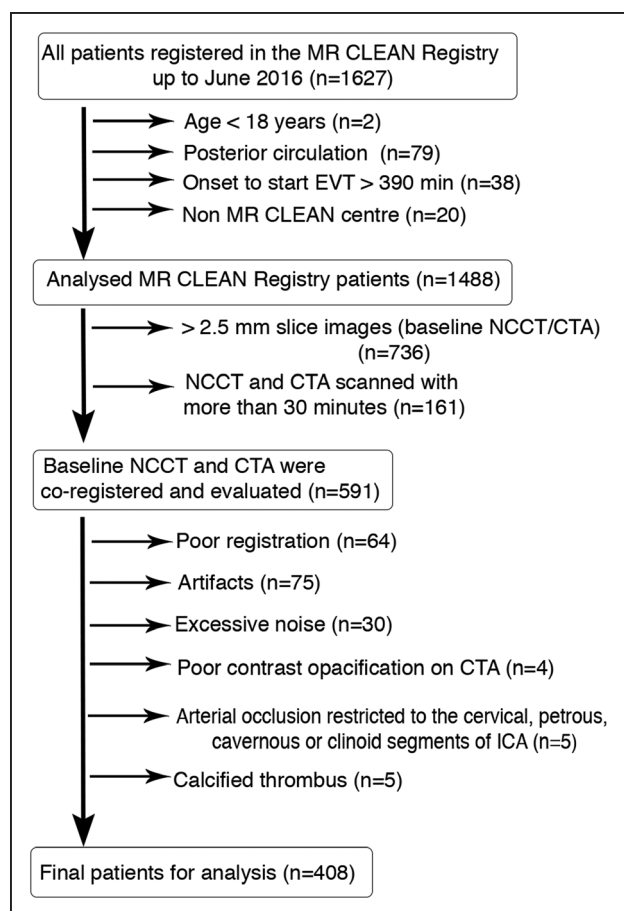 All patients registered in the MR CLEAN Registry
up to June 2016 (n=1627)
Age < 18 years (n=2)
Posterior circulation (n=79)
Onset to start EVT > 390 min (n=38)
Non MR CLEAN centre (n=20)
Analysed MR CLEAN Registry patients (n=1488)
> 2.5 mm slice images (baseline NCCT/CTA)
(n=736)
NCCT and CTA scanned with
more than 30 minutes (n=161)
Baseline NCCT and CTA were
co-registered and evaluated (n=591)
Poor registration (n=64)
Artifacts (n=75)
Excessive noise (n=30)
Poor contrast opacification on CTA (n=4)
Arterial occlusion restricted to the cervical, petrous,
cavernous or clinoid segments of ICA (n=5)
Calcified thrombus (n=5)
Final patients for analysis (n=408)